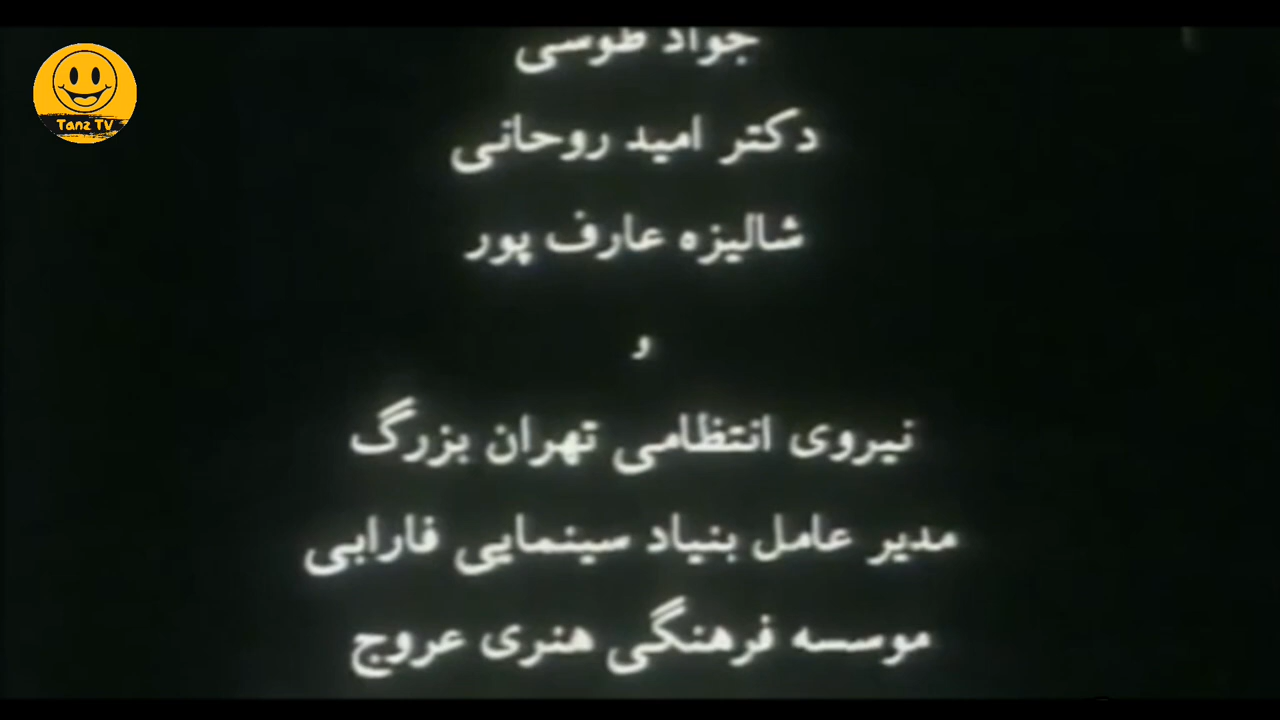 Tanz TV
جواد طوسی
دکتر امید روحانی
شالیزه عارف پور
و
نیروی انتظامی تهران بزرگ
مدیر عامل بنیاد سینمایی فارابی
موسسه فرهنگی هنری عروج